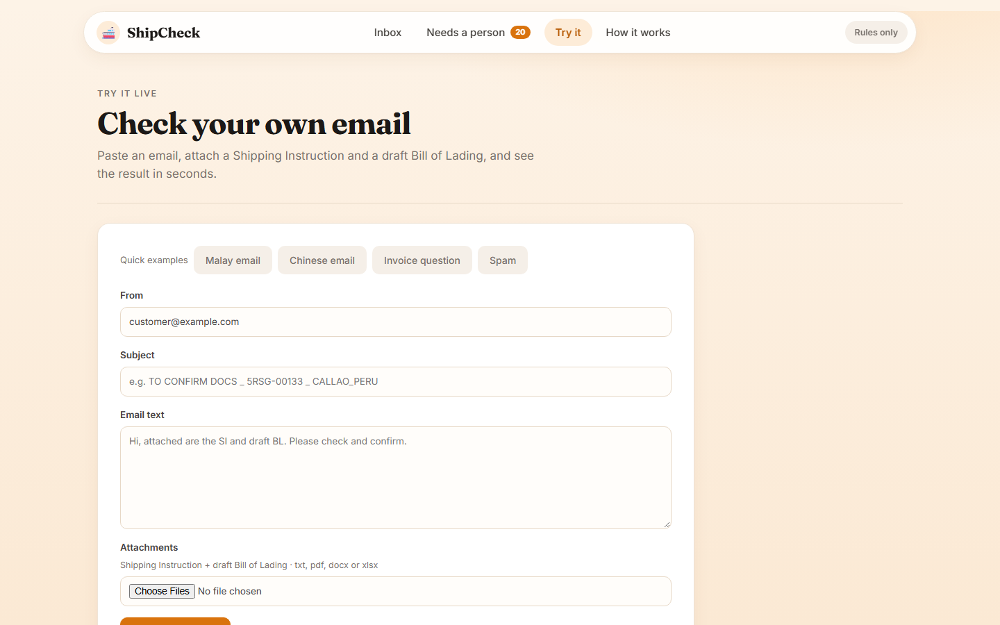 ShipCheck
Inbox
Needs a person 20
Try it
How it works
Rules only
TRY IT LIVE
Check your own email
Paste an email, attach a Shipping Instruction and a draft Bill of Lading, and see
the result in seconds.
Quick examples
Malay email
Chinese email
Invoice question
Spam
From
customer@example.com
Subject
e.g. TO CONFIRM DOCS _ 5RSG-00133 _ CALLAO_PERU
Email text
Hi, attached are the SI and draft BL. Please check and confirm.
Attachments
Shipping Instruction + draft Bill of Lading · txt, pdf, docx or xlsx
Choose Files No file chosen